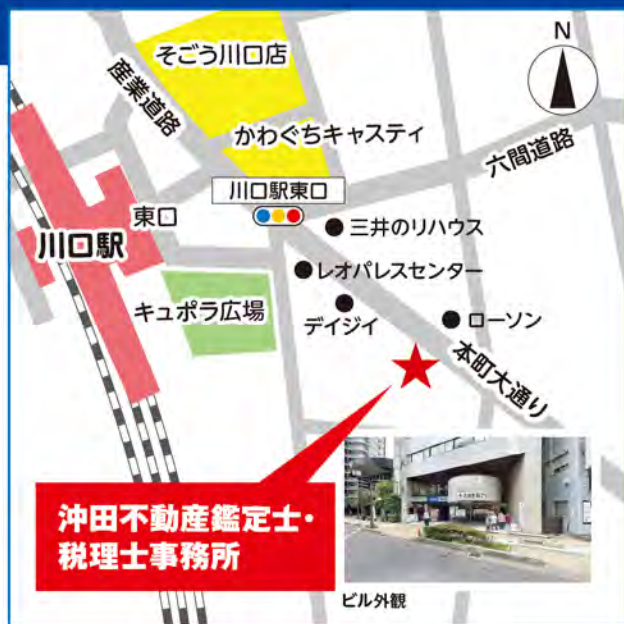 そごう川口店
N
産業道路
かわぐちキャスティ
六間道路
川口駅東口
東口
三井のリハウス
川口駅
レオパレスセンター
キュポラ広場
デイジイ
ローソン
本町大通り
沖田不動産鑑定士・
税理士事務所
ビル外観